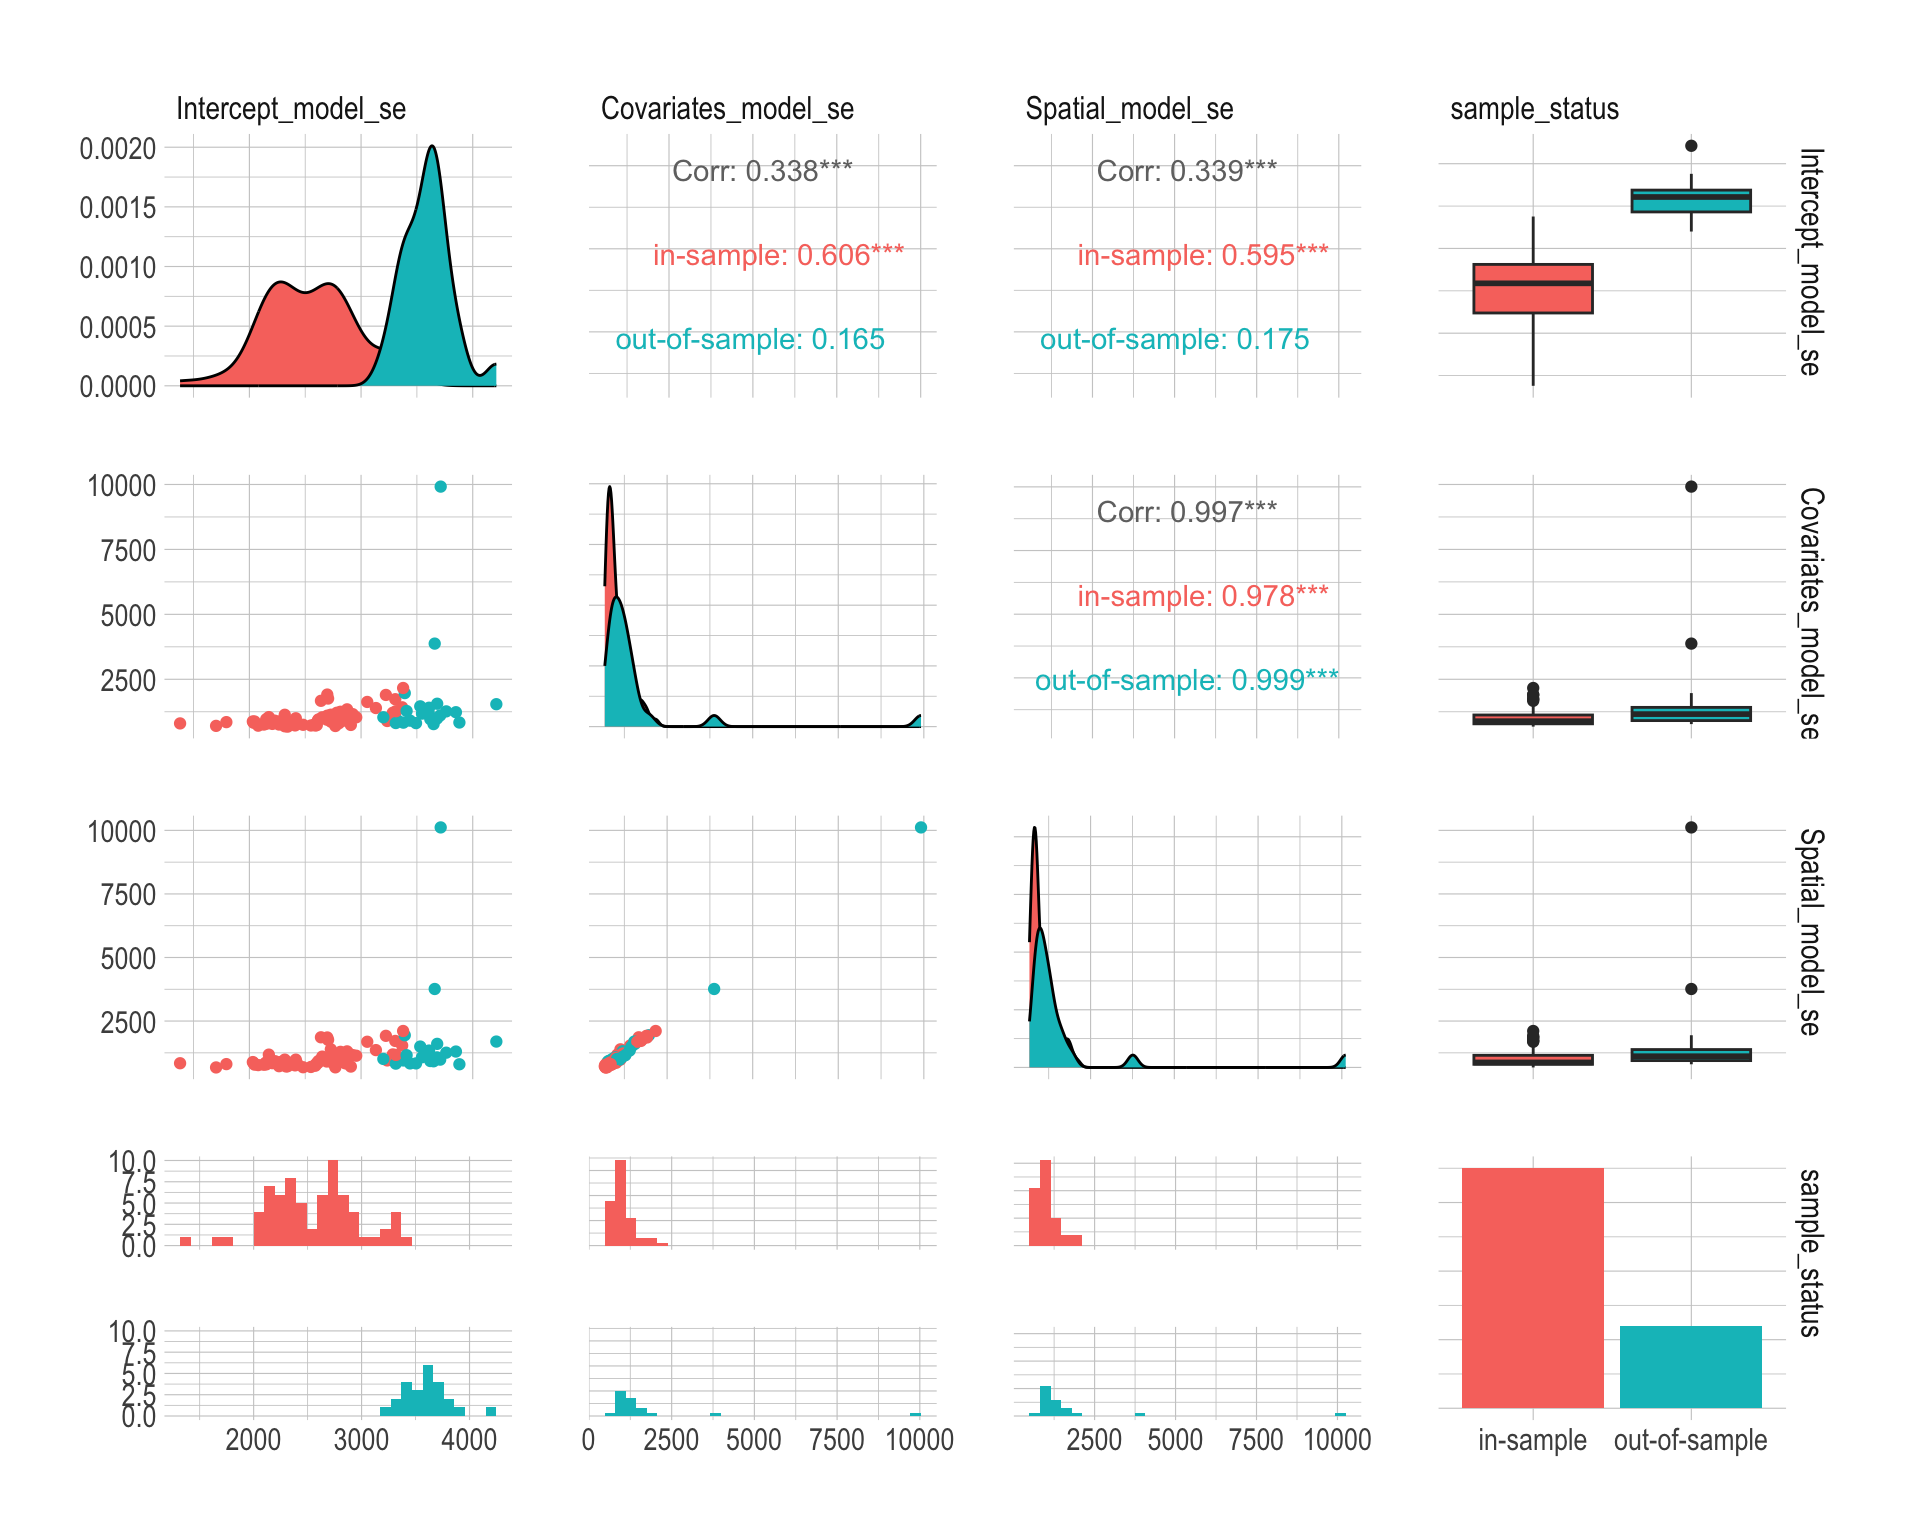 Intercept_model_se
Covariates_model_se
Spatial_model_se
sample_status
0.0020
0.0015
0.0010
0.0005
0.0000
Corr: 0.338***
in-sample: 0.606***
out-of-sample: 0.165
Corr: 0.339***
in-sample: 0.595***
out-of-sample: 0.175
Intercept_model_se
10000
7500
5000
2500
Corr: 0.997***
in-sample: 0.978***
out-of-sample: 0.999***
Covariates_model_se
10000
7500
5000
2500
Spatial_model_se
10.0
7.5
5.0
2.5
0.0
10.0
7.5
5.0
2.5
0.0
sample_status
2000 3000 4000
0 2500 5000 7500 10000
2500 5000 7500 10000
in-sample out-of-sample